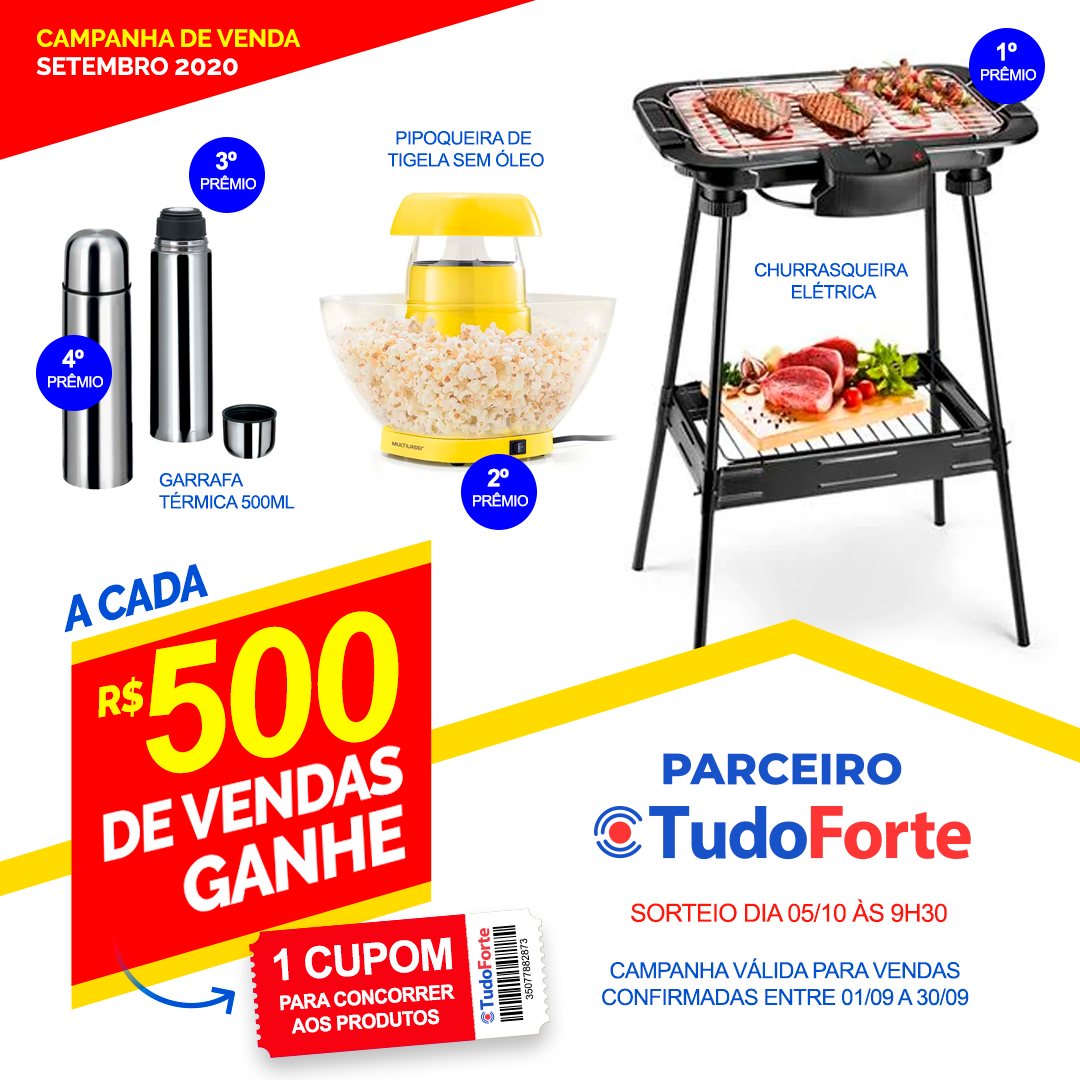 CAMPANHA DE VENDA
SETEMBRO 2020
1º
PRÊMIO
PIPOQUEIRA DE
TIGELA SEM ÓLEO
3º
PRÊMIO
CHURRASQUEIRA
ELÉTRICA
4º
PRÊMIO
MULTILASER
2º
PRÊMIO
GARRAFA
TÉRMICA 500ML
A CADA
R$ 500
DE VENDAS
GANHE
PARCEIRO
TudoForte
SORTEIO DIA 05/10 ÀS 9H30
CAMPANHA VÁLIDA PARA VENDAS
CONFIRMADAS ENTRE 01/09 A 30/09
1 CUPOM
PARA CONCORRER
AOS PRODUTOS
TudoForte
35077882873